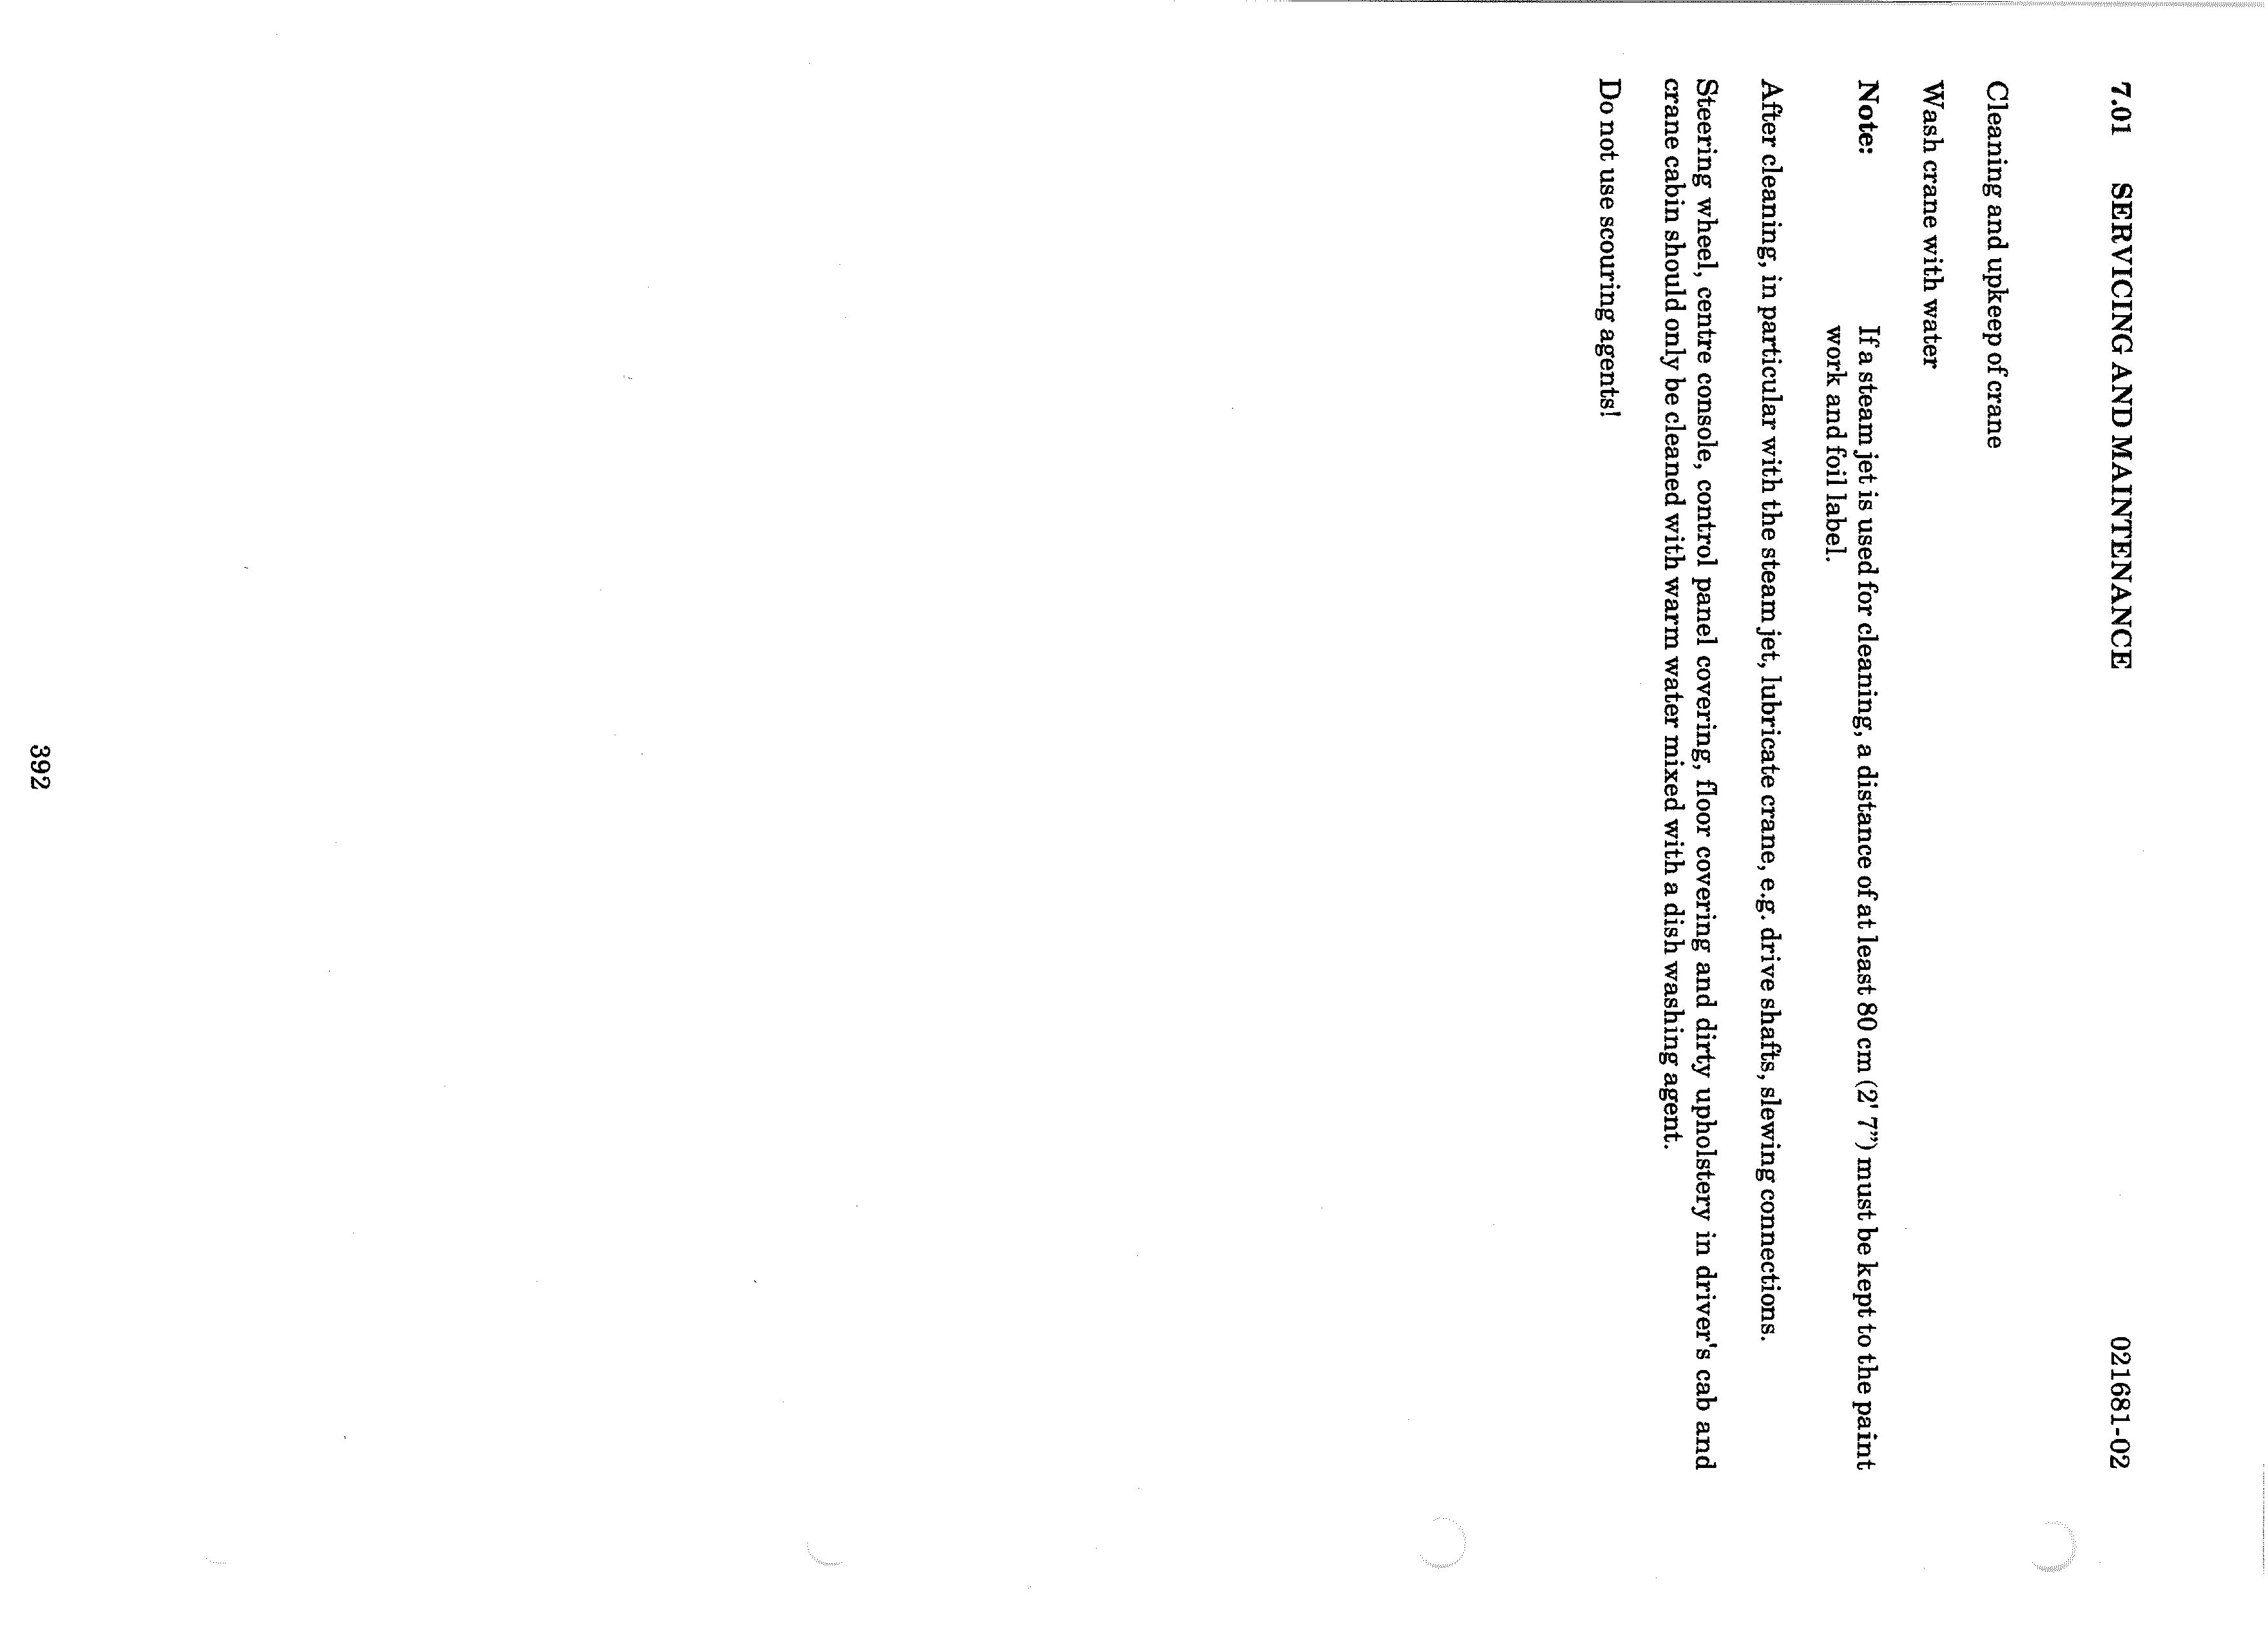 7.01 SERVICING AND MAINTENANCE 021681-02
Cleaning and upkeep of crane
Wash crane with water
Note: If a steam jet is used for cleaning, a distance of at least 80 cm (2' 7”) must be kept to the paint
work and foil label.
After cleaning, in particular with the steam jet, lubricate crane, e.g. drive shafts, slewing connections.
Steering wheel, centre console, control panel covering, floor covering and dirty upholstery in driver's cab and
crane cabin should only be cleaned with warm water mixed with a dish washing agent.
Do not use scouring agents!
392